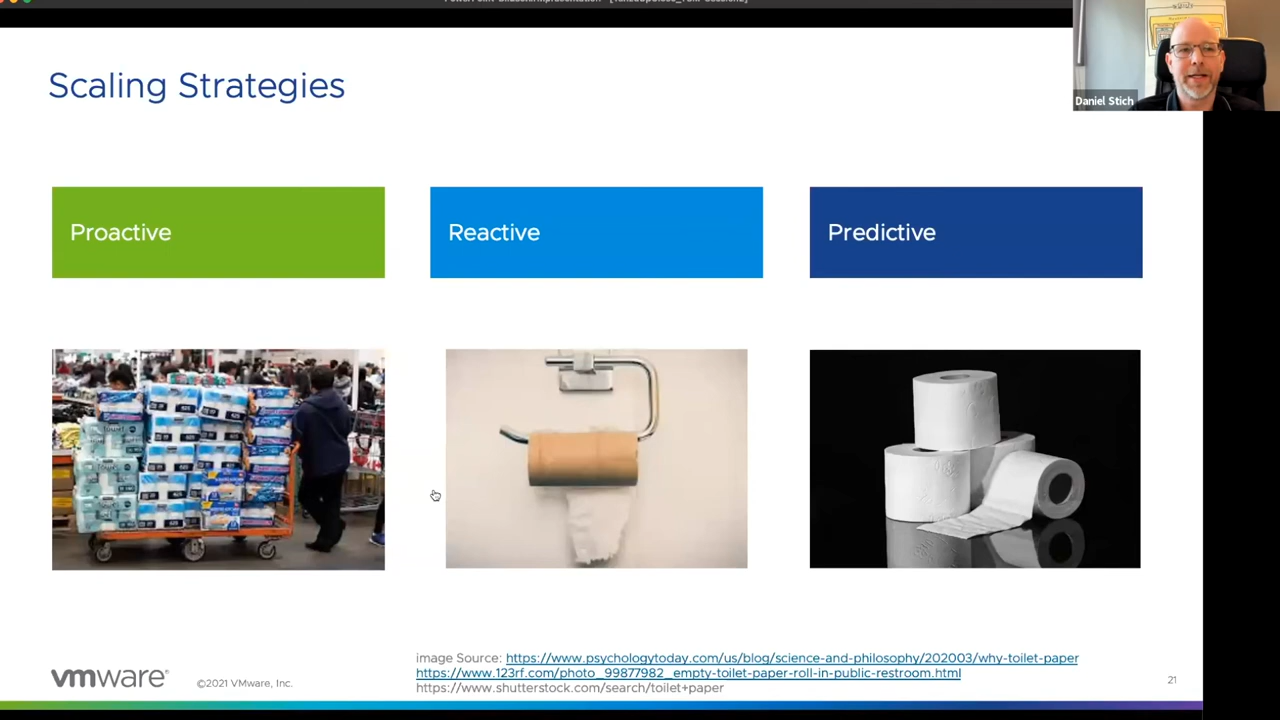 Daniel Stich
Scaling Strategies
Proactive
Reactive
Predictive
image Source: https://www.psychologytoday.com/us/blog/science-and-philosophy/202003/why-toilet-paper
https://www.123rf.com/photo_99877982_empty-toilet-paper-roll-in-public-restroom.html
https://www.shutterstock.com/search/toilet+paper
vmware®
©2021 VMware, Inc.
21